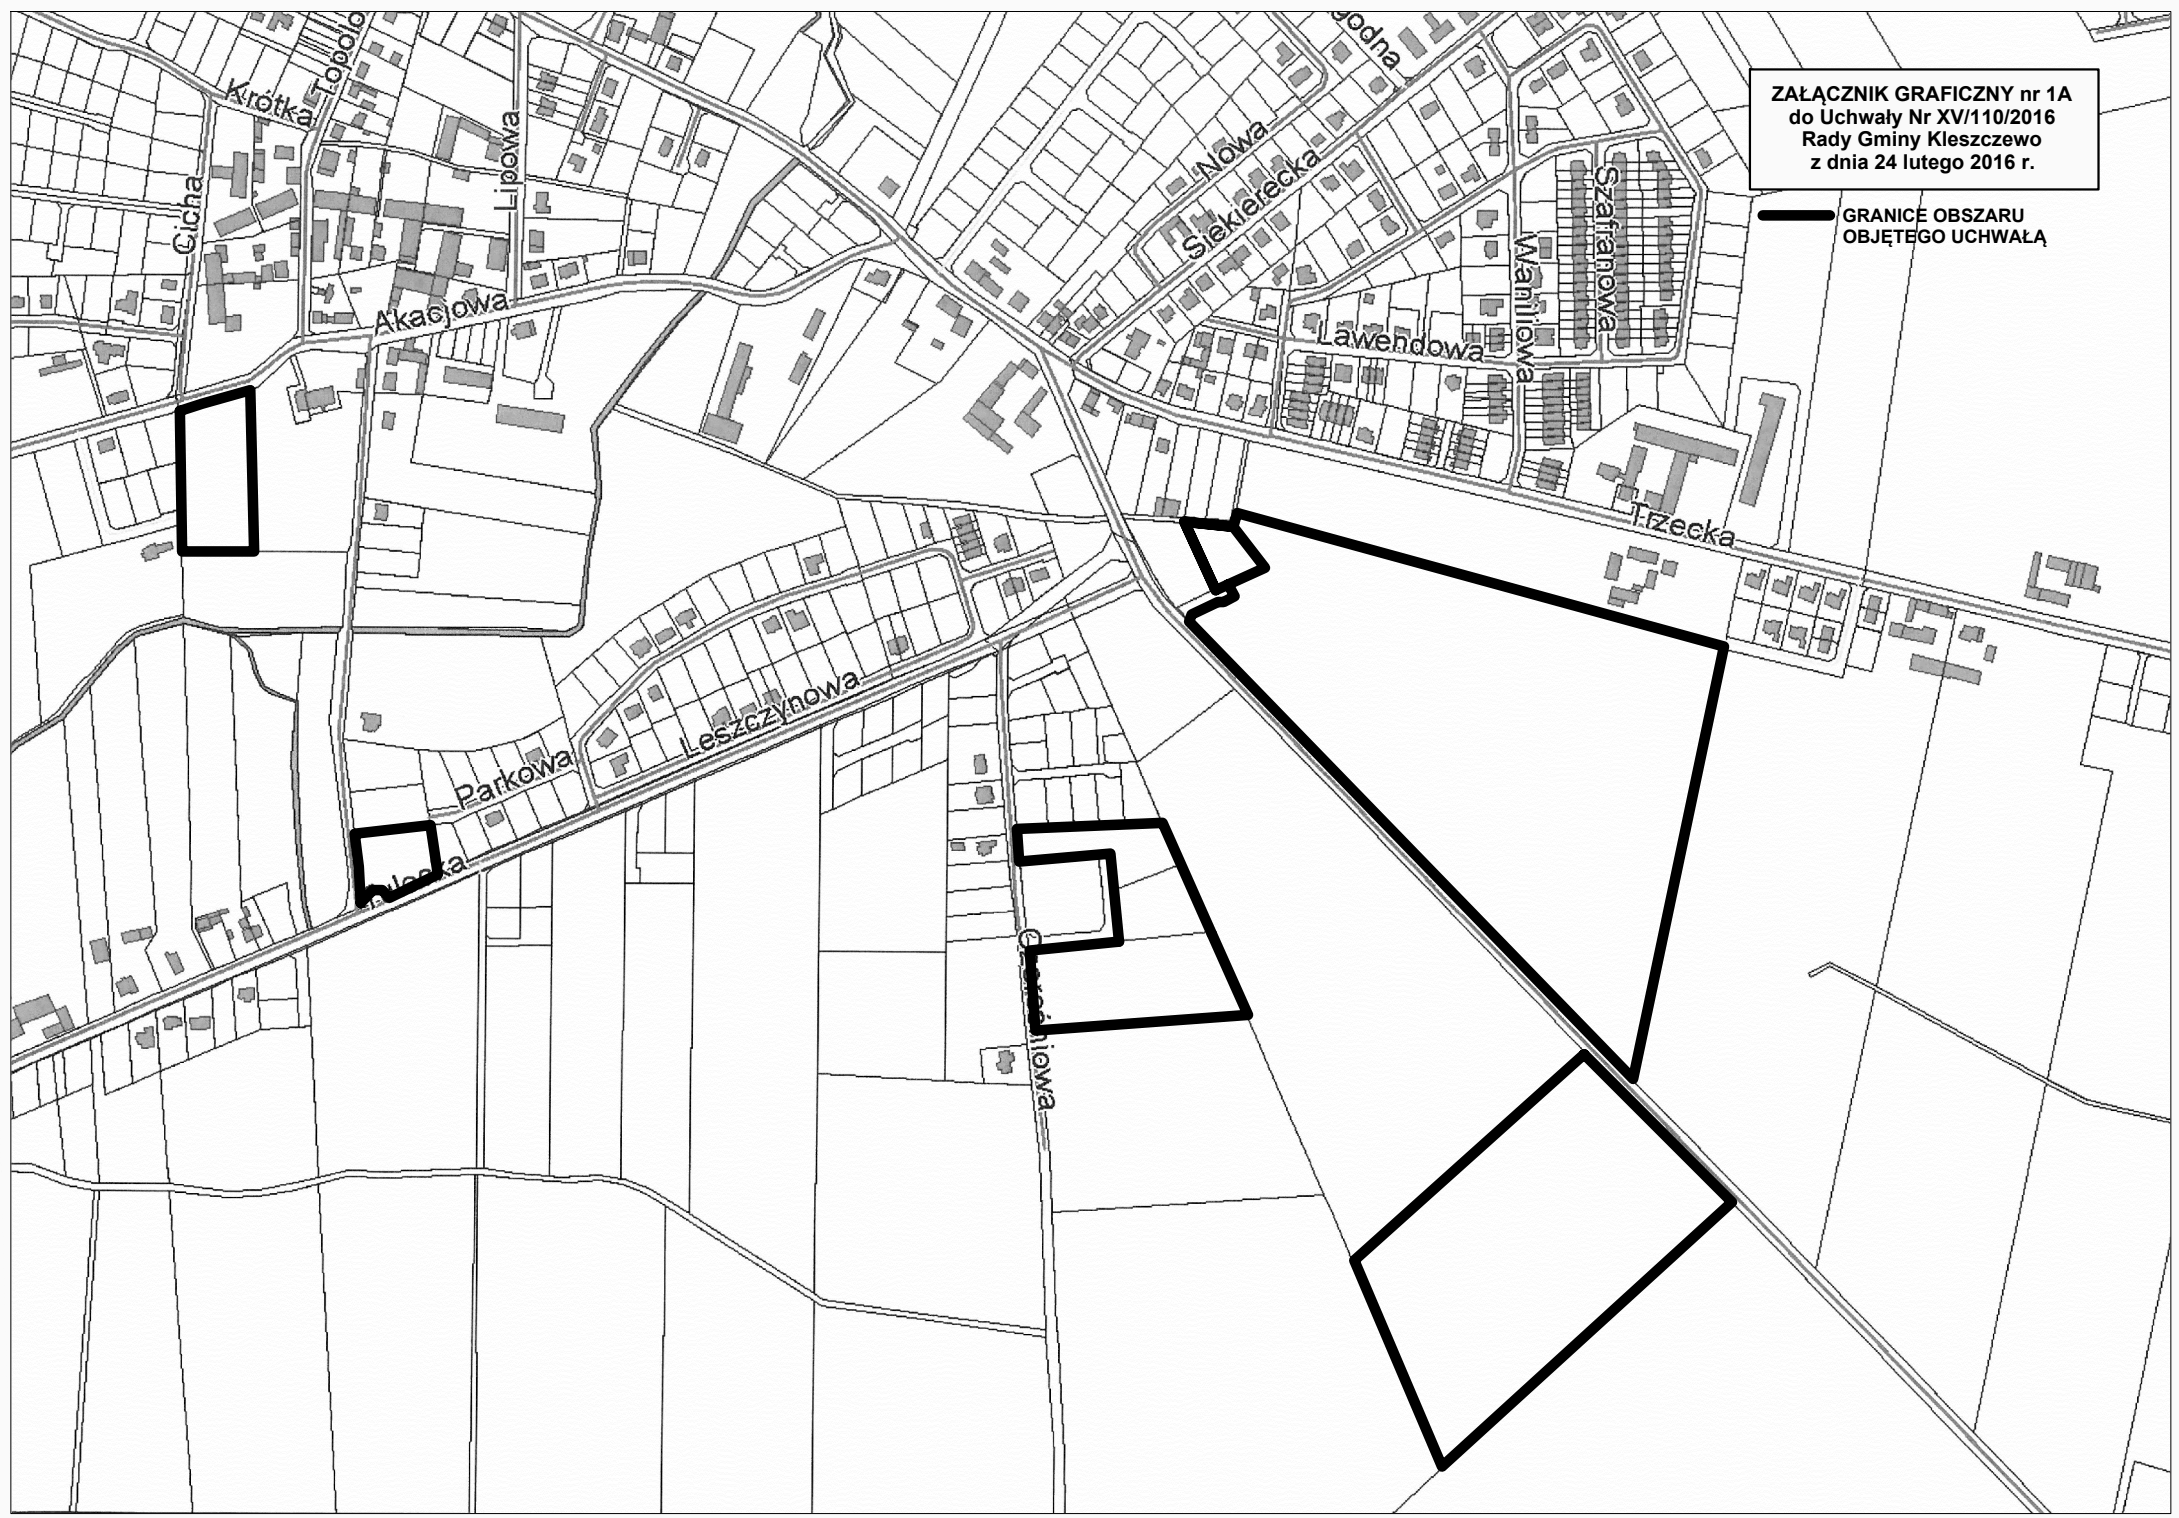 ZAŁĄCZNIK GRAFICZNY nr 1A
do Uchwały Nr XV/110/2016
Rady Gminy Kleszczewo
z dnia 24 lutego 2016 r.
GRANICE OBSZARU
OBJĘTEGO UCHWAŁĄ
Krótka
Cicha
Lipowa
Akacjowa
Nowa
Siekierecka
Szafranowa
Waniliowa
Lawendowa
Trzecka
Leszczynowa
Parkowa